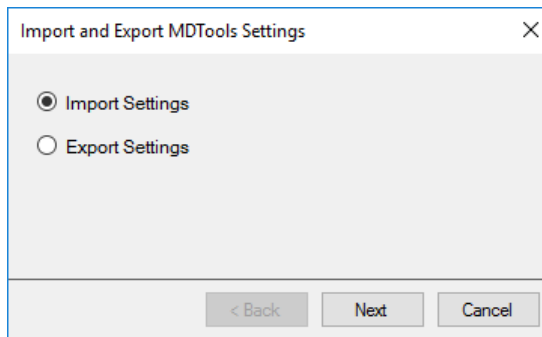 Import and Export MDTools Settings
Import Settings
Export Settings
< Back Next Cancel